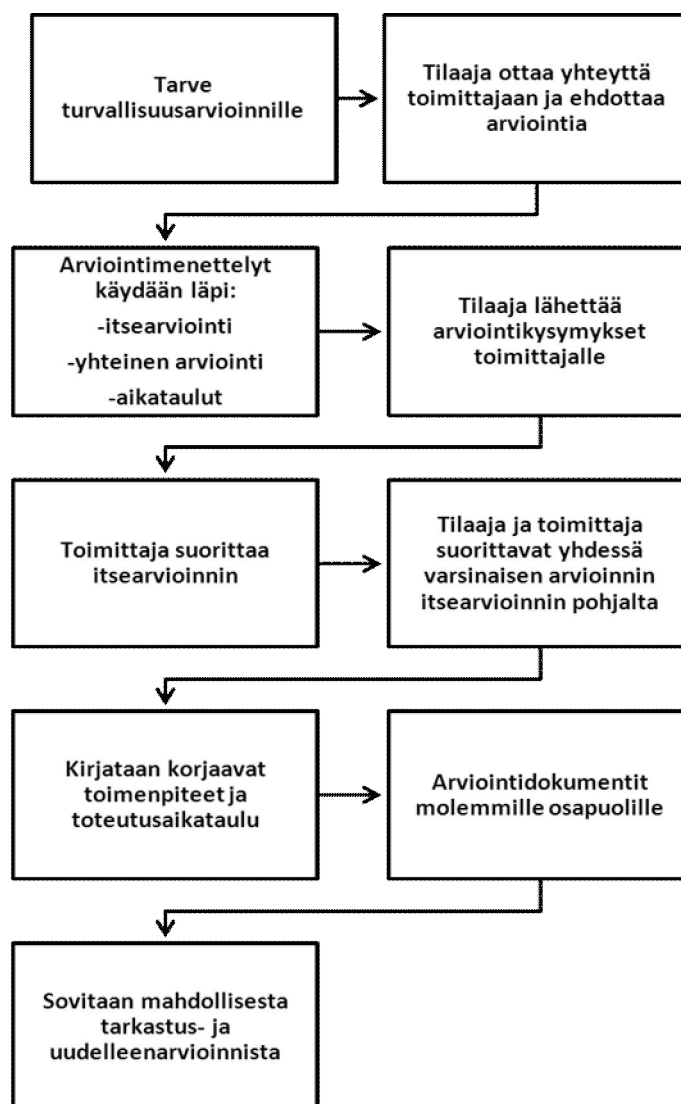 Tarve
turvallisuusarvioinnille
Tilaaja ottaa yhteyttä
toimittajaan ja ehdottaa
arviointia
Arviointimenettelyt
käydään läpi:
-itsearviointi
-yhteinen arviointi
-aikataulut
Tilaaja lähettää
arviointikysymykset
toimittajalle
Toimittaja suorittaa
itsearvioinnin
Tilaaja ja toimittaja
suorittavat yhdessä
varsinaisen arvioinnin
itsearvioinnin pohjalta
Kirjataan korjaavat
toimenpiteet ja
toteutusaikataulu
Arviointidokumentit
molemmille osapuolille
Sovitaan mahdollisesta
tarkastus- ja
uudelleenarvioinnista